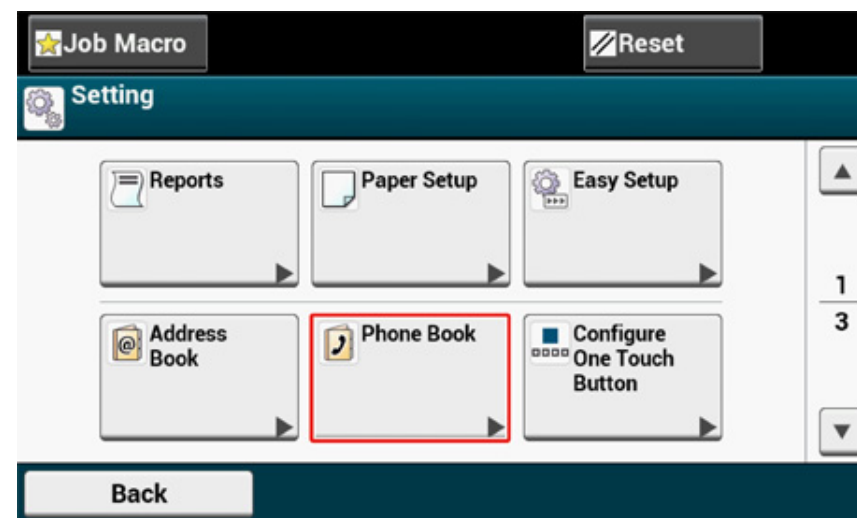 Job Macro
Reset
Setting
Reports
Paper Setup
Easy Setup
Address
Book
Phone Book
Configure
One Touch
Button
1
3
Back